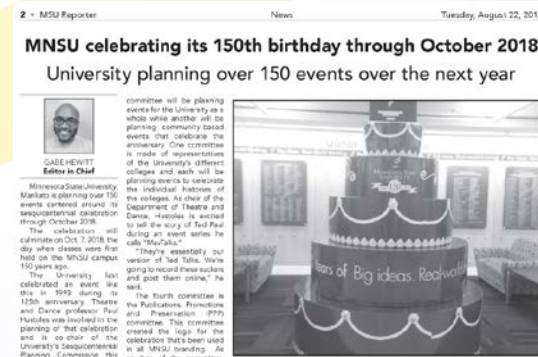 2 • MSU Reporter
News
Tuesday, August 22, 201
MNSU celebrating its 150th birthday through October 2018
University planning over 150 events over the next year
GABE HEWITT
Editor in Chief
Minnesota State University,
Mankato is planning over 150
events centered around its
sesquicentennial celebration
through October 2018.
The celebration will
culminate on Oct. 7, 2018, the
day when classes were first
held on the MNSU campus
150 years ago.
The University last
celebrated an event like
this in 1993 during its
125th anniversary. Theatre
and Dance professor Paul
Hustoles was involved in the
planning of that celebration
and is co-chair of the
University's Sesquicentennial
Planning Commission this
committee will be planning
events for the University as a
whole while another will be
planning community based
events that celebrate the
anniversary. One committee
is made of representatives
of the University's different
colleges and each will be
planning events to celebrate
the individual histories of
the colleges. As chair of the
Department of Theatre and
Dance, Hustoles is excited
to tell the story of Ted Paul
during an event series he
calls "MavTalks."
"They're essentially our
version of Ted Talks. We're
going to record these suckers
and post them online," he
said.
The fourth committee is
the Publications, Promotions
and Preservation (PPP)
committee. This committee
created the logo for the
celebration that's been used
in all MNSU branding. As
ears of Big ideas. Real-wor